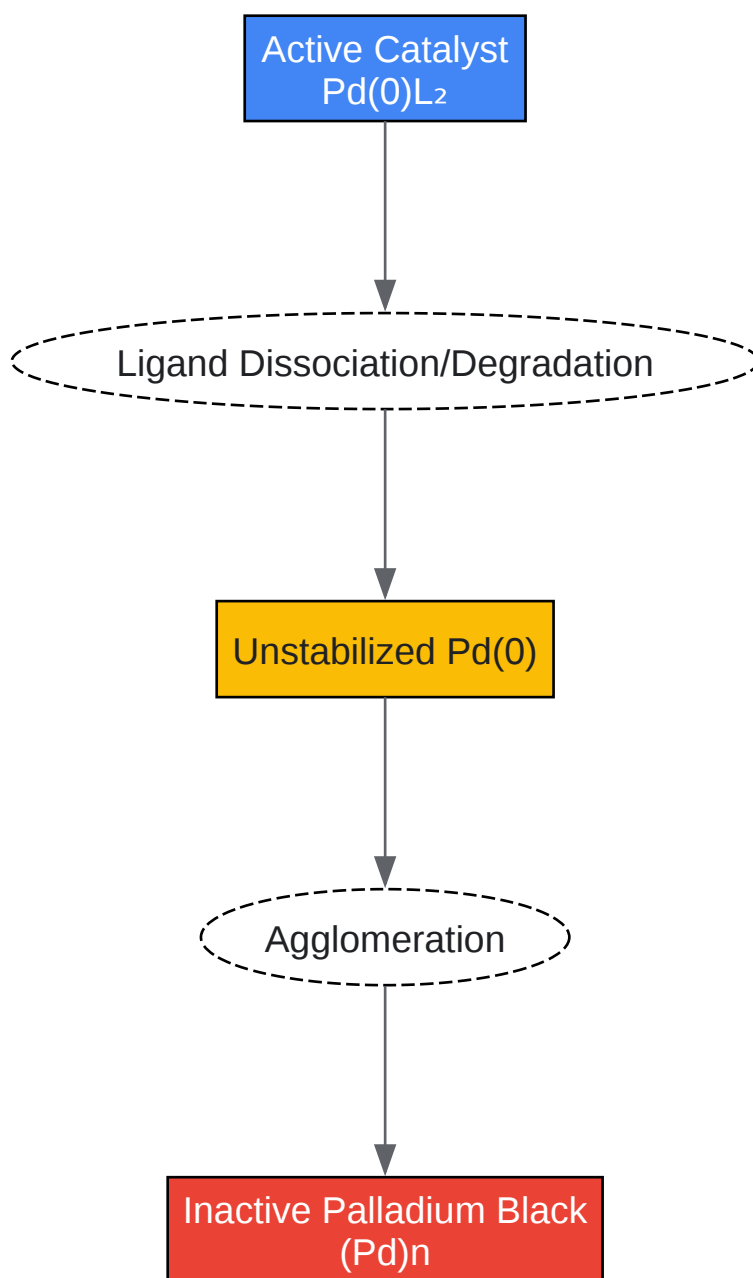 Active Catalyst
Pd(0)L₂
Ligand Dissociation/Degradation
Unstabilized Pd(0)
Agglomeration
Inactive Palladium Black
(Pd)n